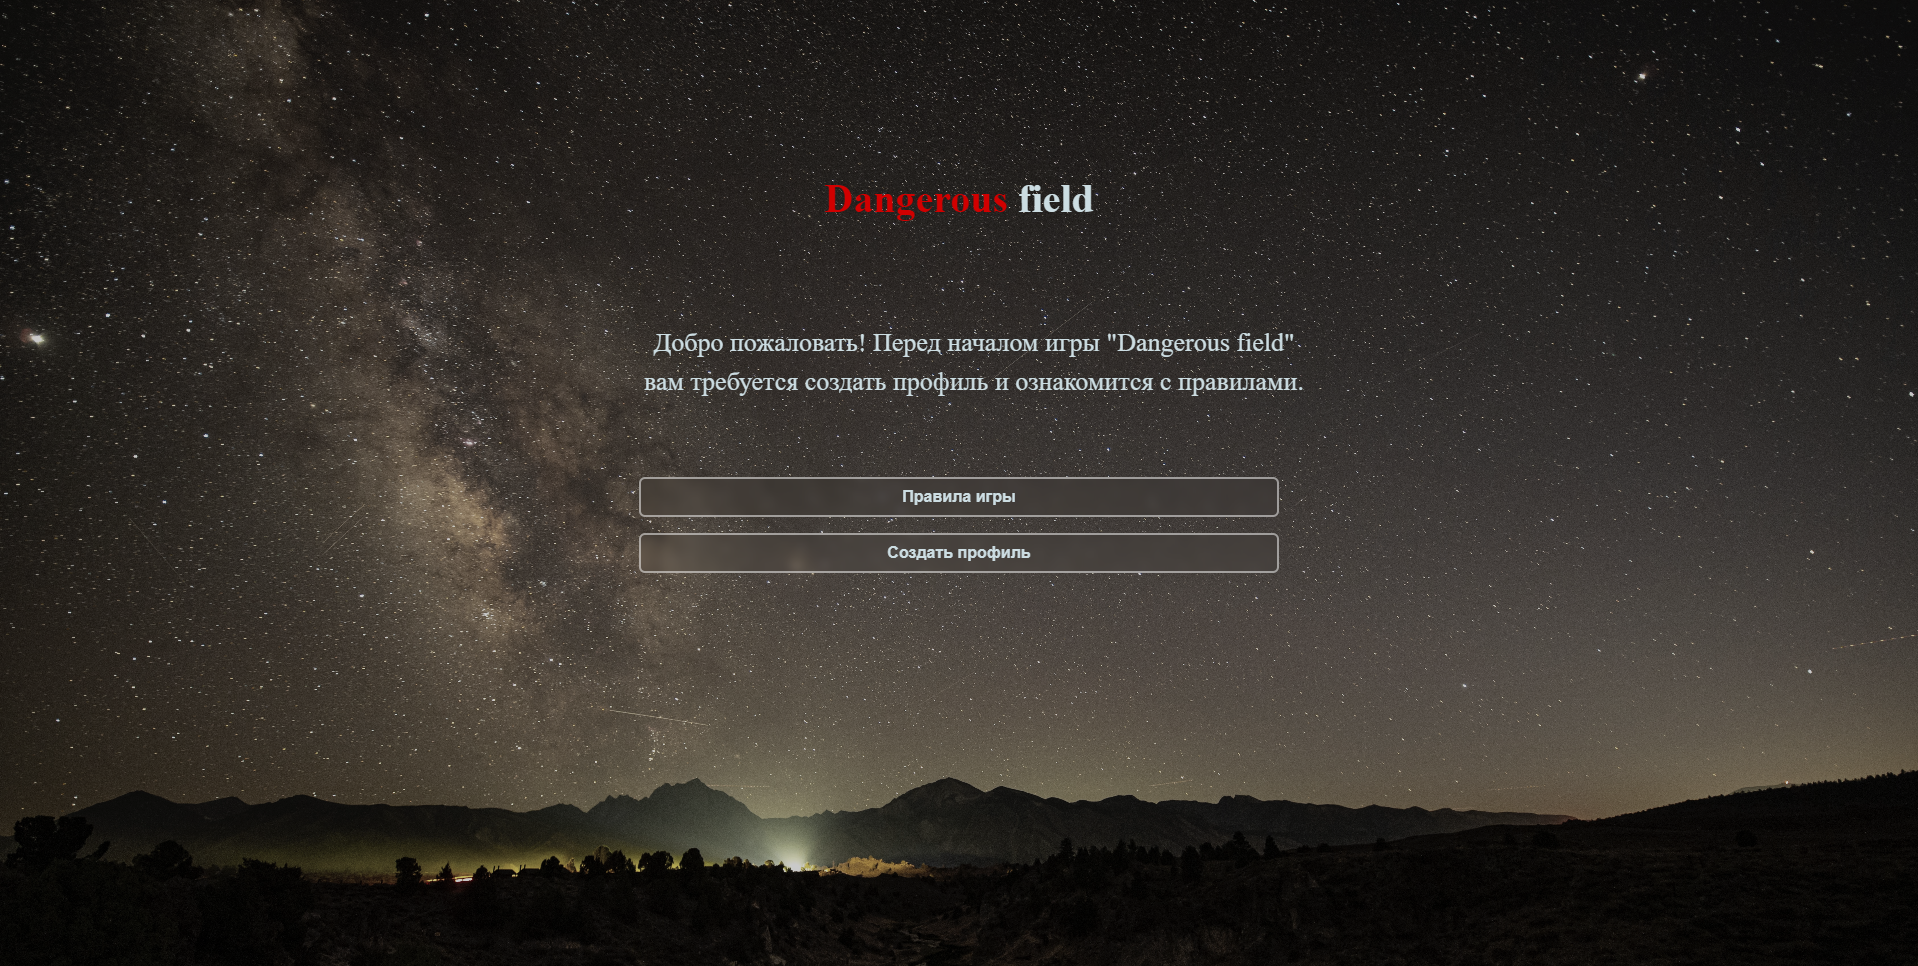 Dangerous field
Добро пожаловать! Перед началом игры "Dangerous field"
вам требуется создать профиль и ознакомится с правилами.
Правила игры
Создать профиль